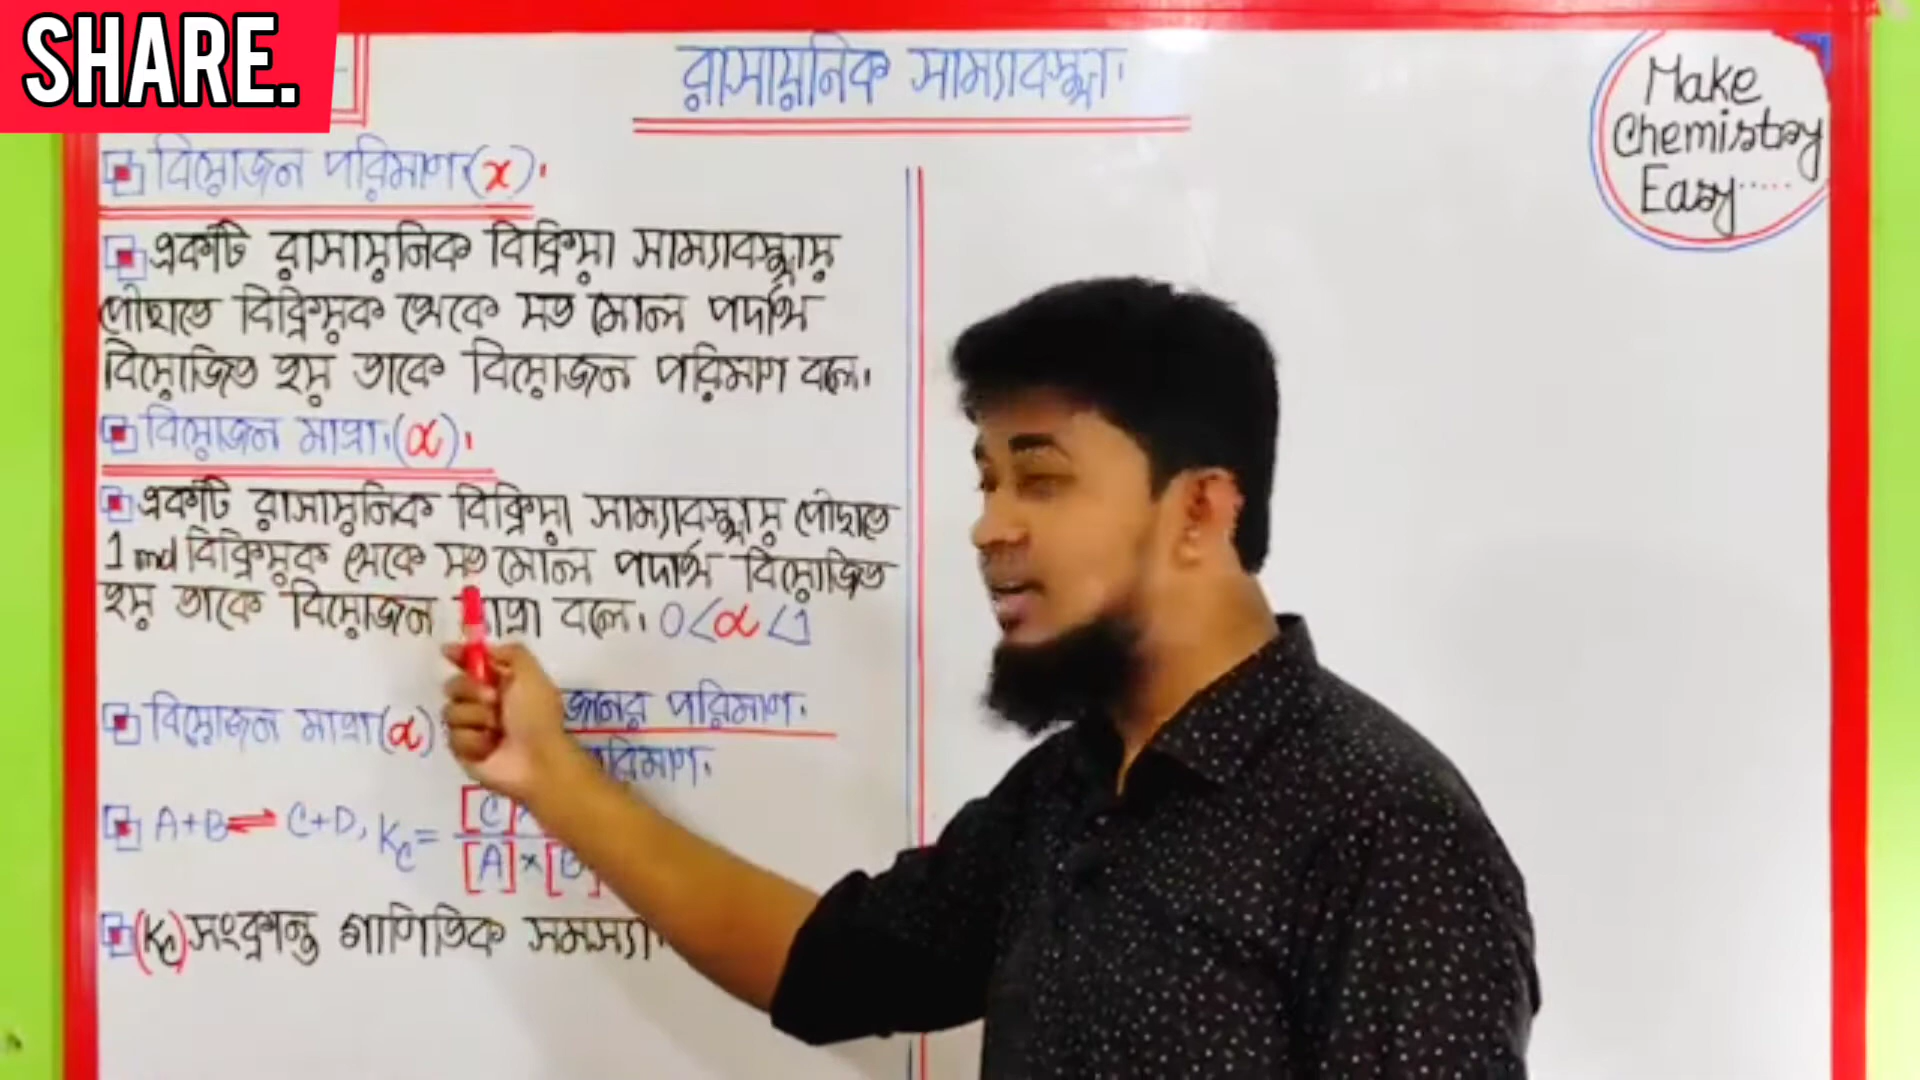 SHARE.
রাসায়নিক সাম্যাবস্থা।
Make
Chemistry
Easy.....
বিয়োজন পরিমাণ (x)।
একটি রাসায়নিক বিক্রিয়া সাম্যাবস্থায়
পৌছাতে বিক্রিয়ক থেকে যত মোল পদার্থ
বিয়োজিত হয় তাকে বিয়োজন পরিমাণ বলে।
বিয়োজন মাত্রা (α)।
একটি রাসায়নিক বিক্রিয়া সাম্যাবস্থায় পৌছাতে
1 mol বিক্রিয়ক থেকে যত মোল পদার্থ বিয়োজিত
হয় তাকে বিয়োজন মাত্রা বলে। 0<α<1
বিয়োজন মাত্রা (α) জনের পরিমাণ।
পরিমাণ।
A+B⇌C+D, Kc = [C]
[A]×[B]
(Kc) সংক্রান্ত গাণিতিক সমস্যা।